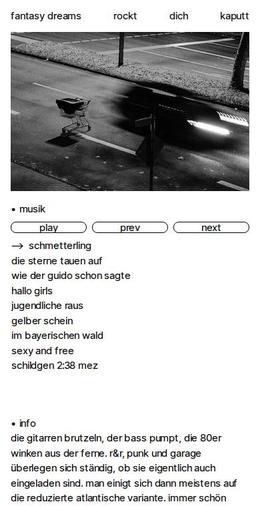 fantasy dreams rockt dich kaputt
• musik
play prev next
→ schmetterling
die sterne tauen auf
wie der guido schon sagte
hallo girls
jugendliche raus
gelber schein
im bayerischen wald
sexy and free
schildgen 2:38 mez
• info
die gitarren brutzeln, der bass pumpt, die 80er
winken aus der ferne. r&r, punk und garage
überlegen sich ständig, ob sie eigentlich auch
eingeladen sind. man einigt sich dann meistens auf
die reduzierte atlantische variante. immer schön